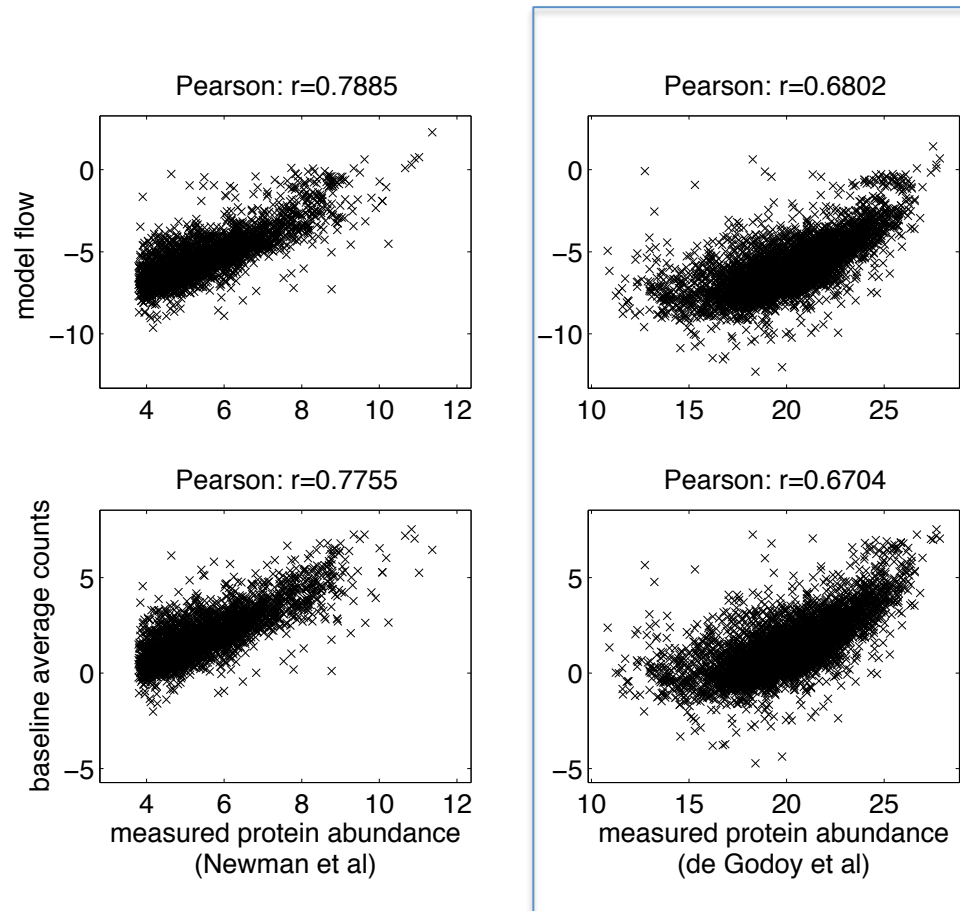 Pearson: r=0.7885
Pearson: r=0.6802
model flow
0
−5
−10
4 6 8 10 12
0
−5
−10
10 15 20 25
Pearson: r=0.7755
Pearson: r=0.6704
baseline average counts
5
0
−5
4 6 8 10 12
measured protein abundance
(Newman et al)
5
0
−5
10 15 20 25
measured protein abundance
(de Godoy et al)